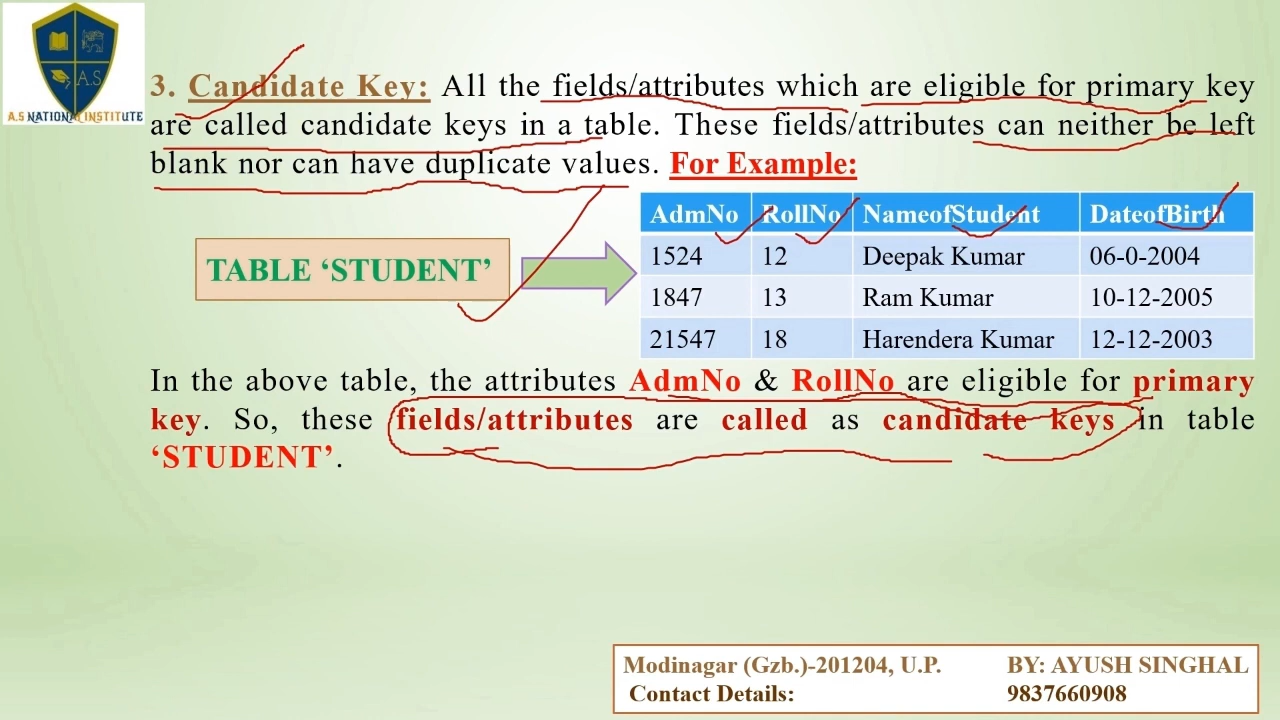 A.S
A.S NATIONAL INSTITUTE
3. Candidate Key: All the fields/attributes which are eligible for primary key
are called candidate keys in a table. These fields/attributes can neither be left
blank nor can have duplicate values. For Example:
AdmNo RollNo NameofStudent DateofBirth
1524 12 Deepak Kumar 06-0-2004
1847 13 Ram Kumar 10-12-2005
21547 18 Harendera Kumar 12-12-2003
TABLE ‘STUDENT’
In the above table, the attributes AdmNo & RollNo are eligible for primary
key. So, these fields/attributes are called as candidate keys in table
‘STUDENT’.
Modinagar (Gzb.)-201204, U.P. BY: AYUSH SINGHAL
Contact Details: 9837660908